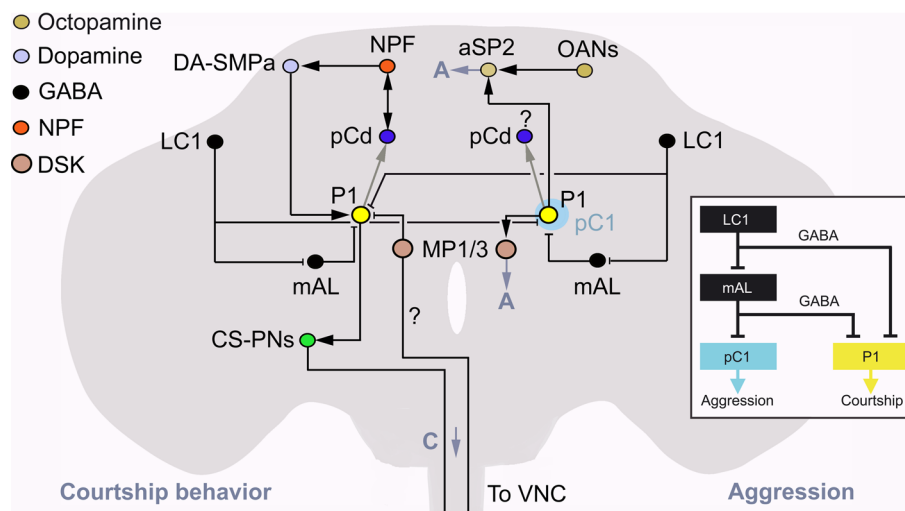 Octopamine
Dopamine
GABA
NPF
DSK
NPF
DA-SMPa
LC1
pCd
P1
mAL
MP1/3
?
CS-PNs
C
To VNC
Courtship behavior
aSP2
OANs
A
?
pCd
LC1
P1
pC1
mAL
A
Aggression
LC1
GABA
mAL
GABA
pC1
P1
Aggression
Courtship